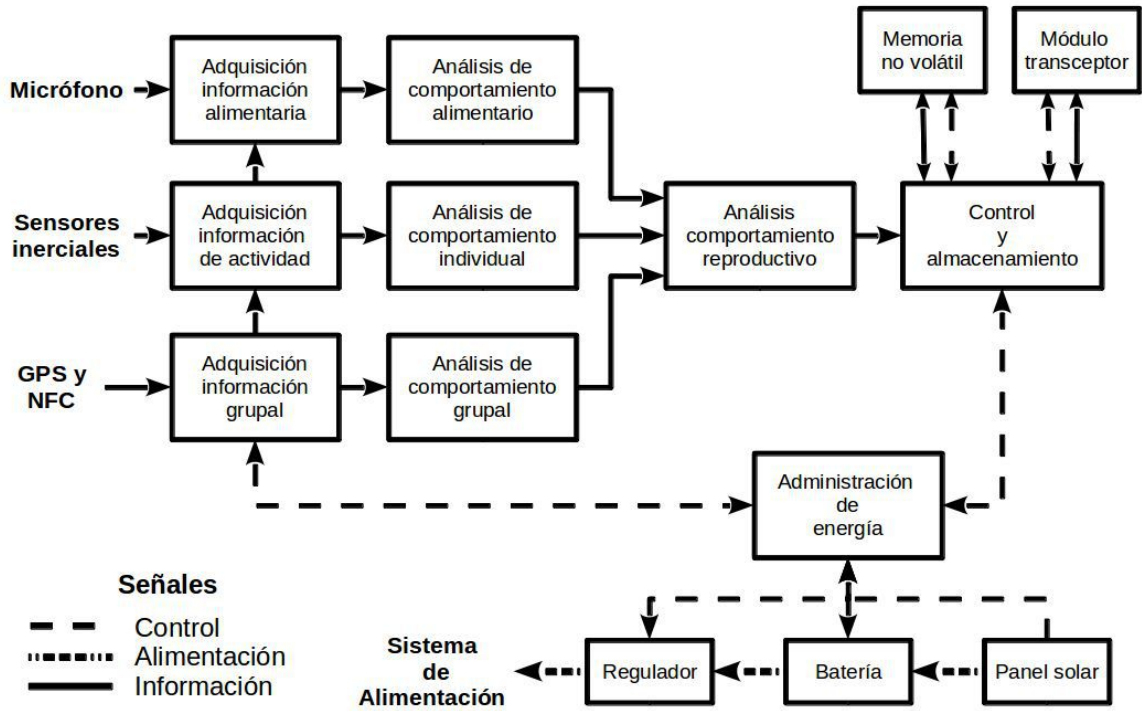 Micrófono
Adquisición
información
alimentaria
Análisis de
comportamiento
alimentario
Memoria
no volátil
Módulo
transceptor
Sensores
inerciales
Adquisición
información
de actividad
Análisis de
comportamiento
individual
Análisis
comportamiento
reproductivo
Control
y
almacenamiento
GPS y
NFC
Adquisición
información
grupal
Análisis de
comportamiento
grupal
Administración
de
energía
Señales
Control
Alimentación
Información
Sistema
de
Alimentación
Regulador
Batería
Panel solar